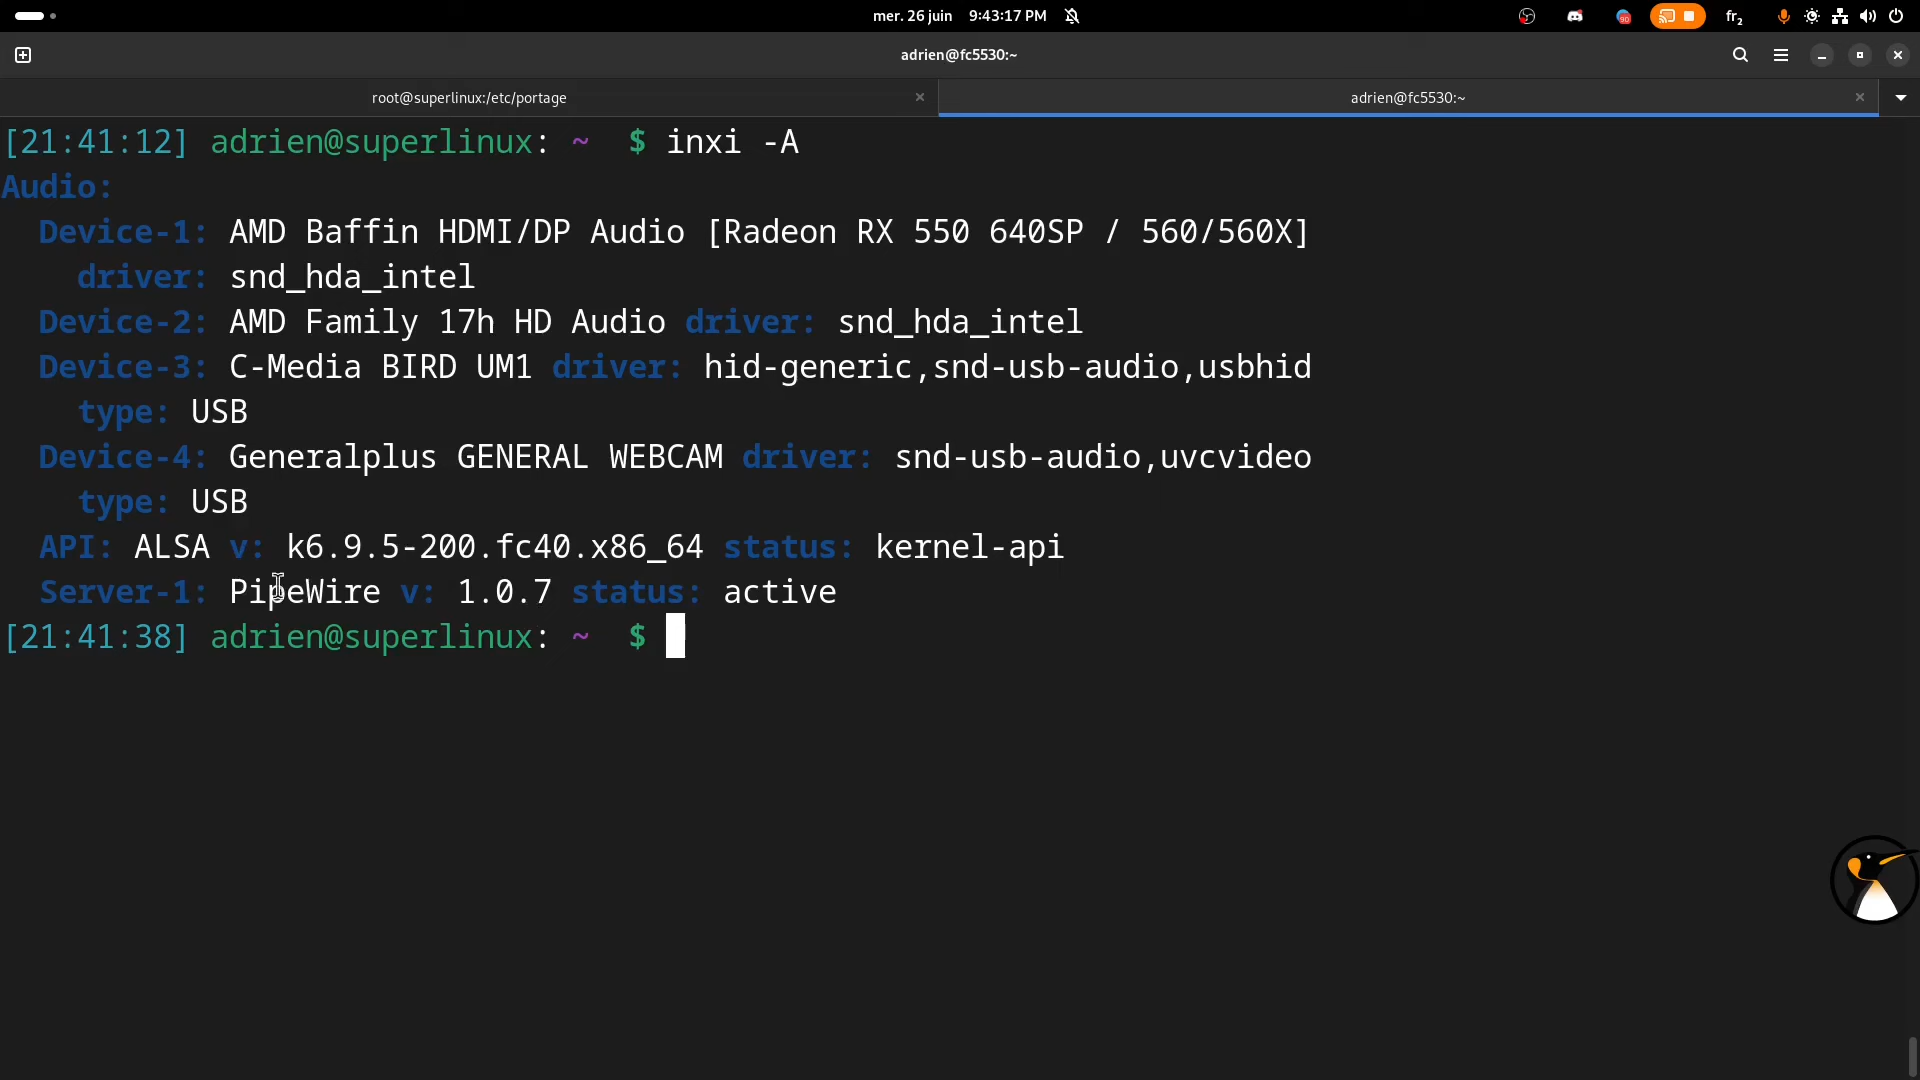 mer. 26 juin 9:43:17 PM
90
fr2
adrien@fc5530:~
root@superlinux:/etc/portage
adrien@fc5530:~
[21:41:12] adrien@superlinux: ~ $ inxi -A
Audio:
Device-1: AMD Baffin HDMI/DP Audio [Radeon RX 550 640SP / 560/560X]
driver: snd_hda_intel
Device-2: AMD Family 17h HD Audio driver: snd_hda_intel
Device-3: C-Media BIRD UM1 driver: hid-generic,snd-usb-audio,usbhid
type: USB
Device-4: Generalplus GENERAL WEBCAM driver: snd-usb-audio,uvcvideo
type: USB
API: ALSA v: k6.9.5-200.fc40.x86_64 status: kernel-api
Server-1: PipeWire v: 1.0.7 status: active
[21:41:38] adrien@superlinux: ~ $